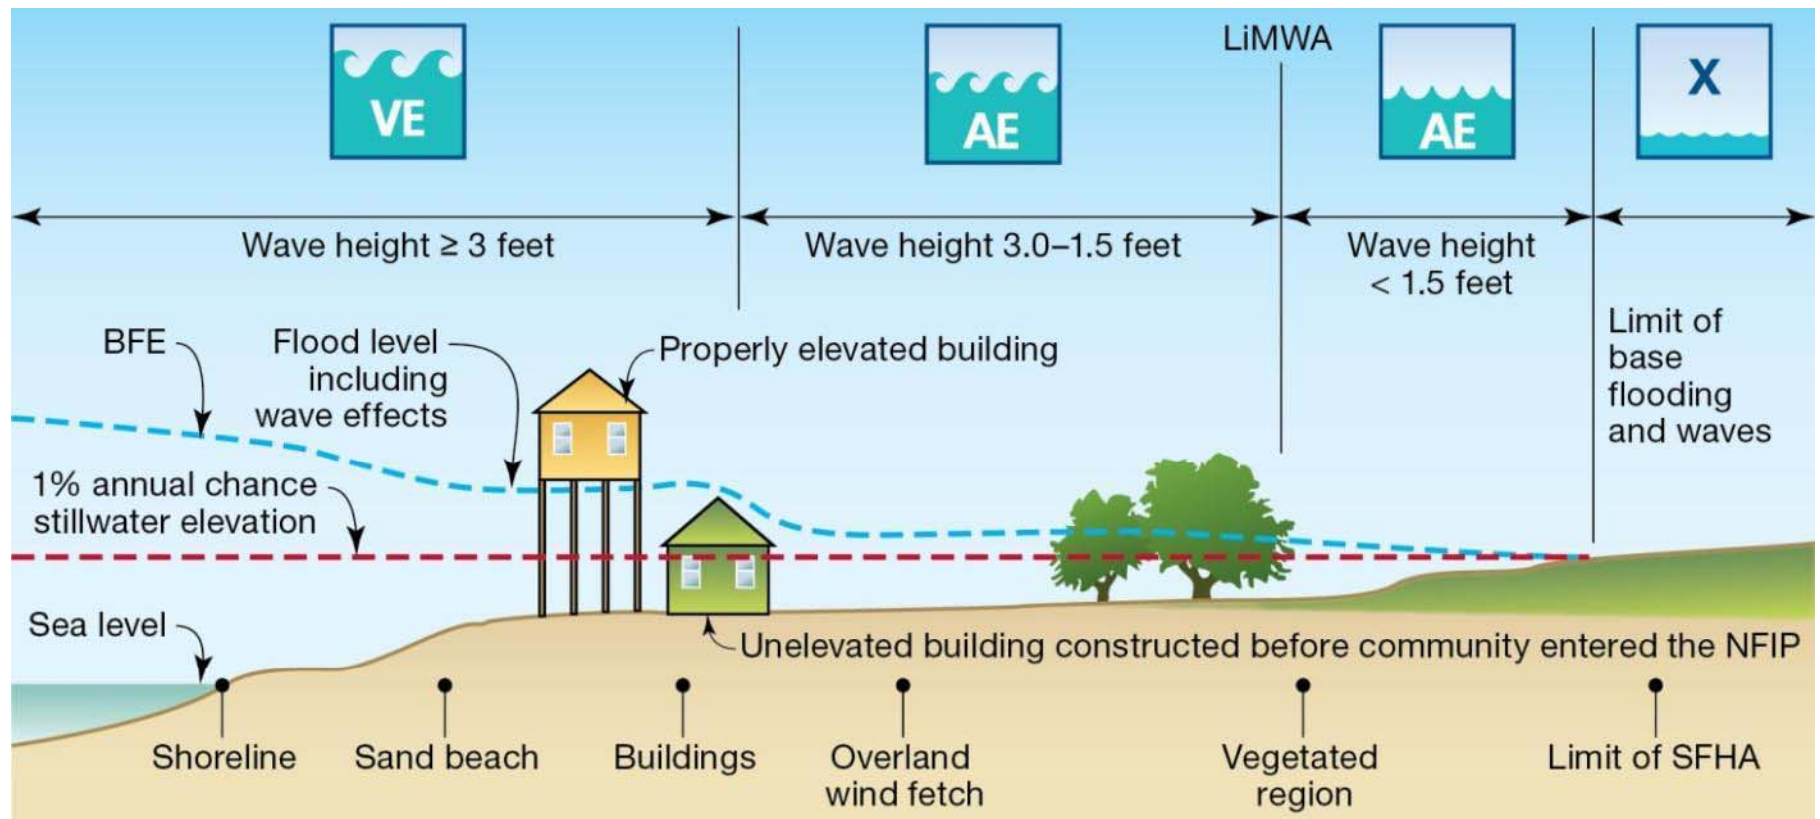 VE
AE
LiMWA
AE
X
Wave height ≥ 3 feet
Wave height 3.0–1.5 feet
Wave height
< 1.5 feet
BFE
Flood level
including
wave effects
Properly elevated building
Limit of
base
flooding
and waves
1% annual chance
stillwater elevation
Sea level
Unelevated building constructed before community entered the NFIP
Shoreline
Sand beach
Buildings
Overland
wind fetch
Vegetated
region
Limit of SFHA